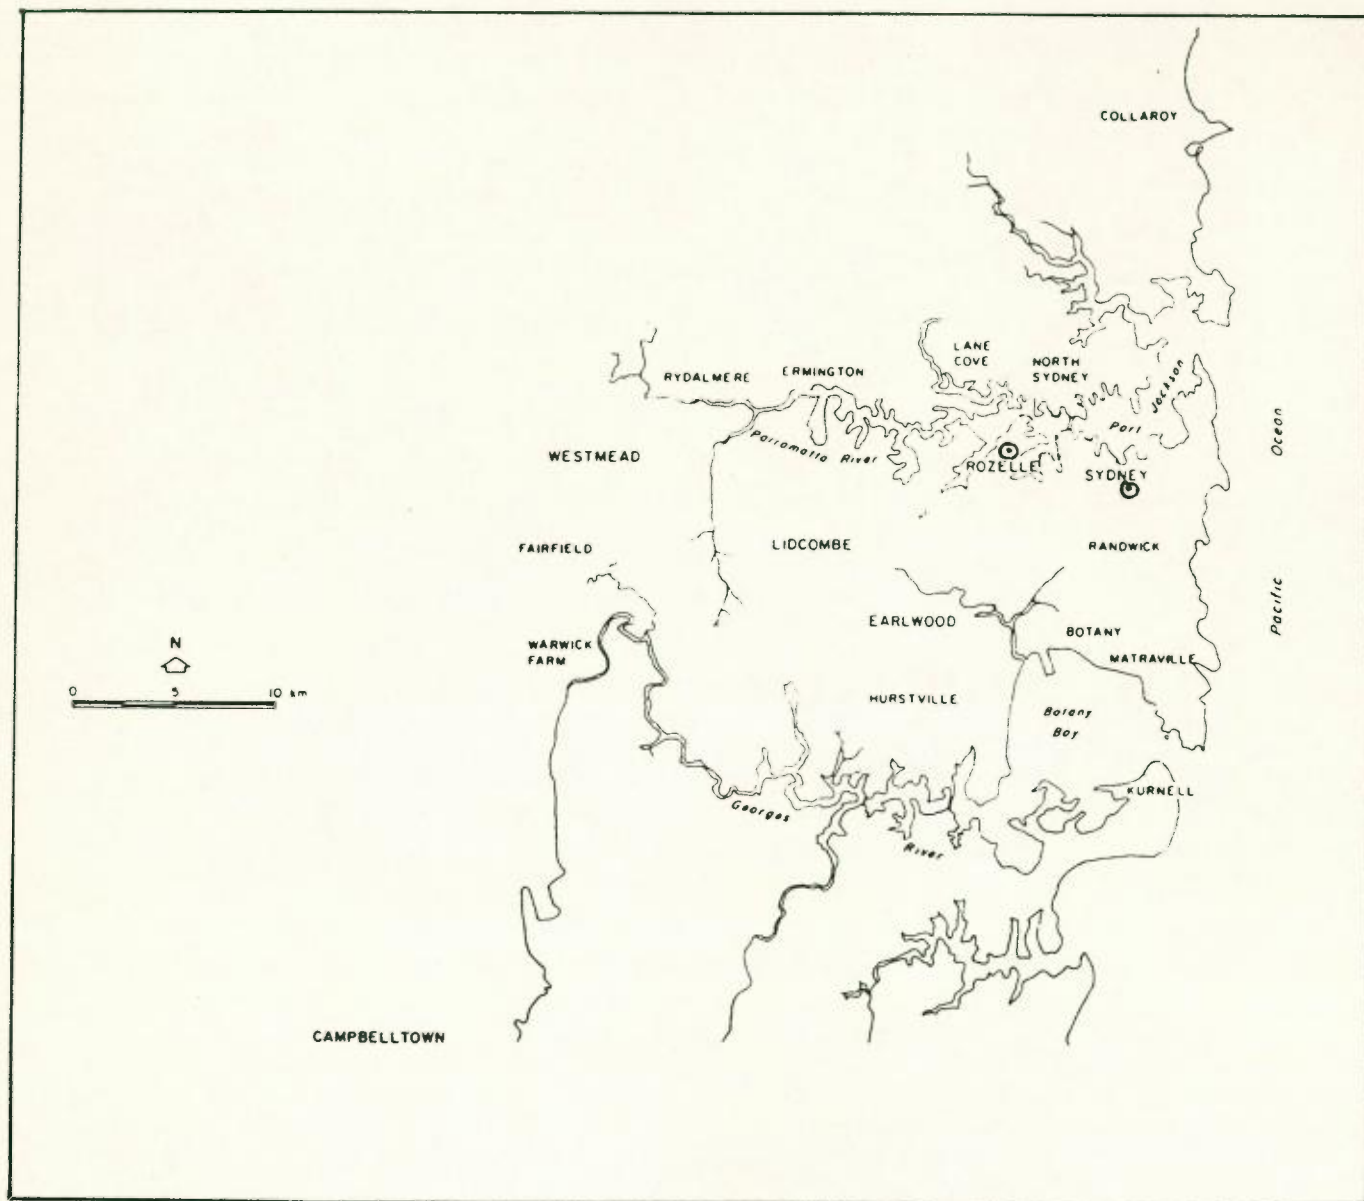 COLLAROY
LANE
COVE
NORTH
SYDNEY
RYDALMERE
ERMINGTON
Port
Jackson
Parramatta River
WESTMEAD
ROZELLE
SYDNEY
Ocean
Pacific
FAIRFIELD
LIDCOMBE
RANDWICK
EARLWOOD
BOTANY
WARWICK
FARM
MATRAVILLE
N
0 5 10 km
HURSTVILLE
Botany
Bay
KURNELL
Georges
River
CAMPBELLTOWN